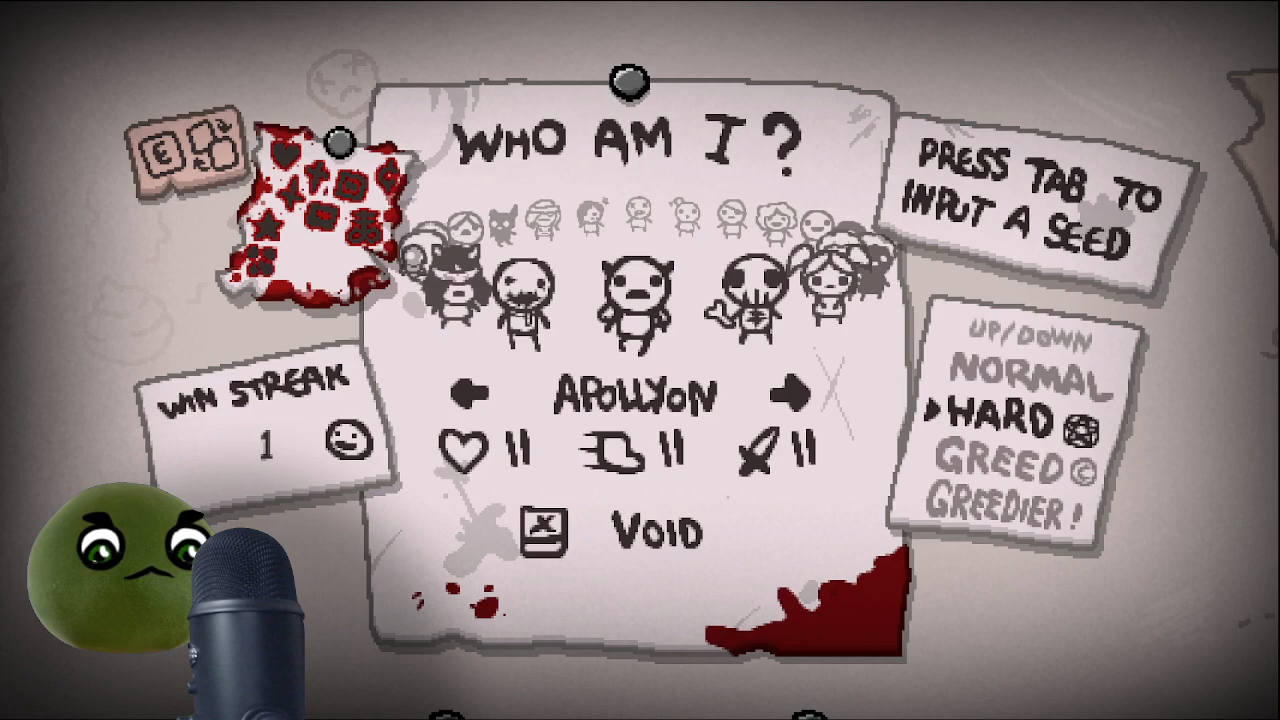 E
WHO AM I?
PRESS TAB TO
INPUT A SEED
WIN STREAK
1
APOLLYON
VOID
UP/DOWN
NORMAL
HARD
GREED
GREEDIER!